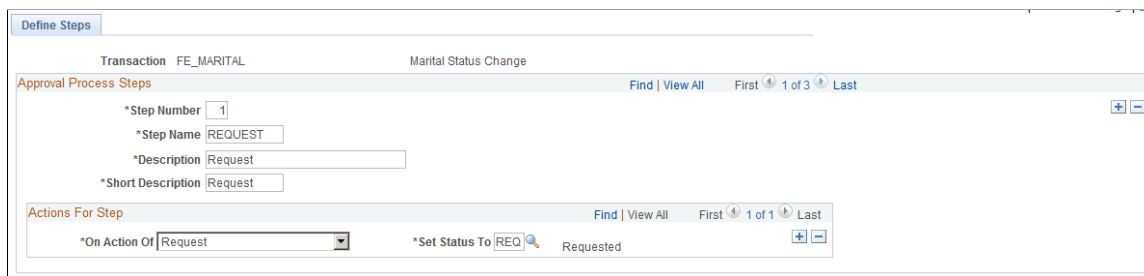 Define Steps
Transaction FE_MARITAL Marital Status Change
Approval Process Steps Find | View All First 1 of 3 Last
*Step Number 1
*Step Name REQUEST
*Description Request
*Short Description Request
Actions For Step Find | View All First 1 of 1 Last
*On Action Of Request *Set Status To REQ Requested